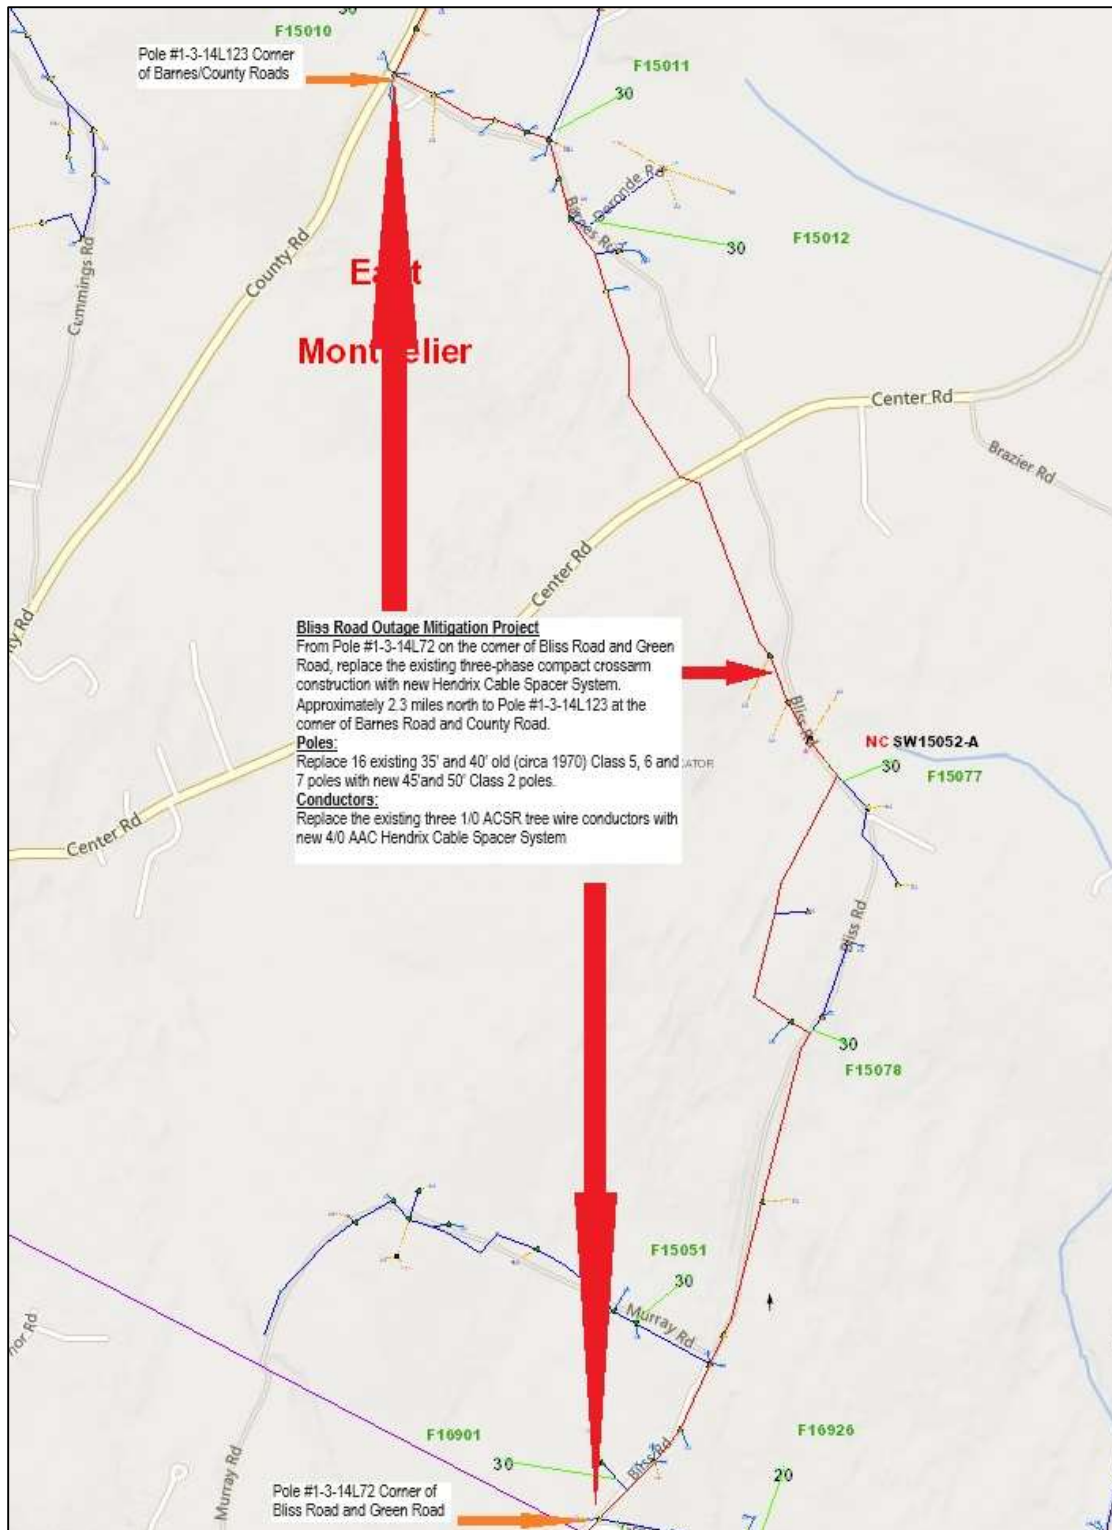 F15010
Pole #1-3-14L123 Corner
of Barnes/County Roads
F15011
30
Deronde Rd
Barnes Rd
30
F15012
Cummings Rd
County Rd
East
Montpelier
Center Rd
Brazier Rd
Center Rd
Bliss Road Outage Mitigation Project
From Pole #1-3-14L72 on the corner of Bliss Road and Green
Road, replace the existing three-phase compact crossarm
construction with new Hendrix Cable Spacer System.
Approximately 2.3 miles north to Pole #1-3-14L123 at the
corner of Barnes Road and County Road.
Poles:
Replace 16 existing 35' and 40' old (circa 1970) Class 5, 6 and
7 poles with new 45'and 50' Class 2 poles.
Conductors:
Replace the existing three 1/0 ACSR tree wire conductors with
new 4/0 AAC Hendrix Cable Spacer System
Bliss Rd
NC SW15052-A
30
F15077
Center Rd
Bliss Rd
30
F15078
F15051
30
Murray Rd
F16901
30
Bliss Rd
F16926
20
Murray Rd
Pole #1-3-14L72 Corner of
Bliss Road and Green Road